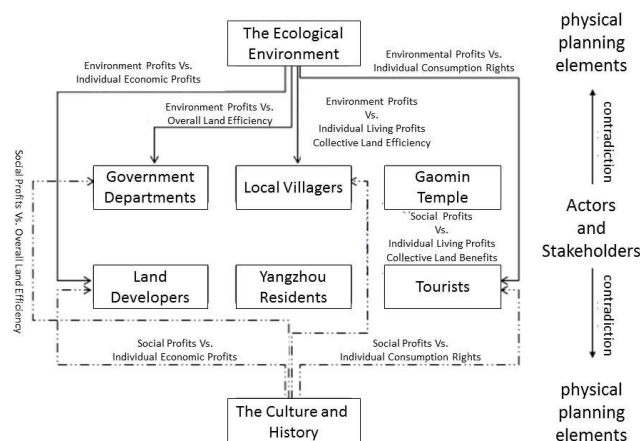 The Ecological
Environment
physical
planning
elements
Environment Profits Vs.
Individual Economic Profits
Environmental Profits Vs.
Individual Consumption Rights
Environment Profits Vs.
Overall Land Efficiency
Environment Profits
Vs.
Individual Living Profits
Collective Land Efficiency
contradiction
Social Profits Vs. Overall Land Efficiency
Government
Departments
Local Villagers
Gaomin
Temple
Actors
and
Stakeholders
Social Profits
Vs.
Individual Living Profits
Collective Land Benefits
Land
Developers
Yangzhou
Residents
Tourists
contradiction
Social Profits Vs.
Individual Economic Profits
Social Profits Vs.
Individual Consumption Rights
The Culture and
History
physical
planning
elements